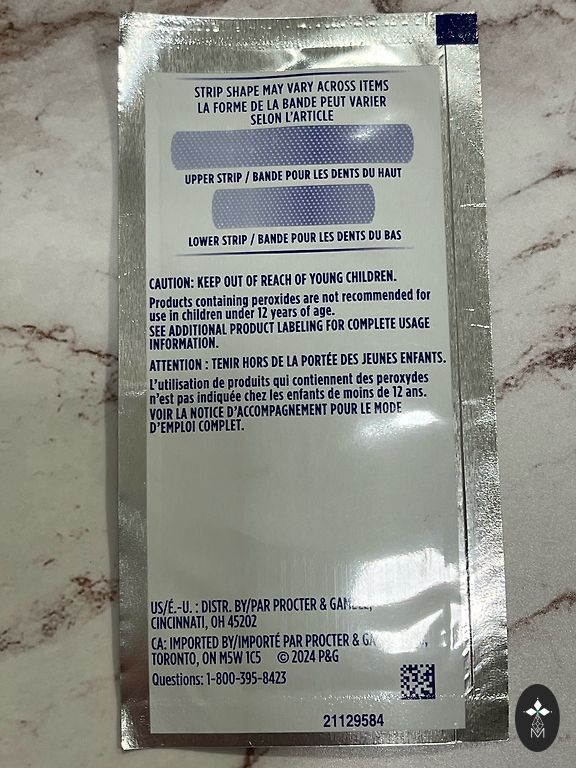 STRIP SHAPE MAY VARY ACROSS ITEMS
LA FORME DE LA BANDE PEUT VARIER
SELON L'ARTICLE
UPPER STRIP / BANDE POUR LES DENTS DU HAUT
LOWER STRIP / BANDE POUR LES DENTS DU BAS
CAUTION: KEEP OUT OF REACH OF YOUNG CHILDREN.
Products containing peroxides are not recommended for
use in children under 12 years of age.
SEE ADDITIONAL PRODUCT LABELING FOR COMPLETE USAGE
INFORMATION.
ATTENTION : TENIR HORS DE LA PORTÉE DES JEUNES ENFANTS.
L'utilisation de produits qui contiennent des peroxydes
n'est pas indiquée chez les enfants de moins de 12 ans.
VOIR LA NOTICE D'ACCOMPAGNEMENT POUR LE MODE
D'EMPLOI COMPLET.
US/É.-U. : DISTR. BY/PAR PROCTER & GAMBLE,
CINCINNATI, OH 45202
CA: IMPORTED BY/IMPORTÉ PAR PROCTER &
TORONTO, ON M5W 1C5 © 2024 P&G
Questions: 1-800-395-8423
21129584
M